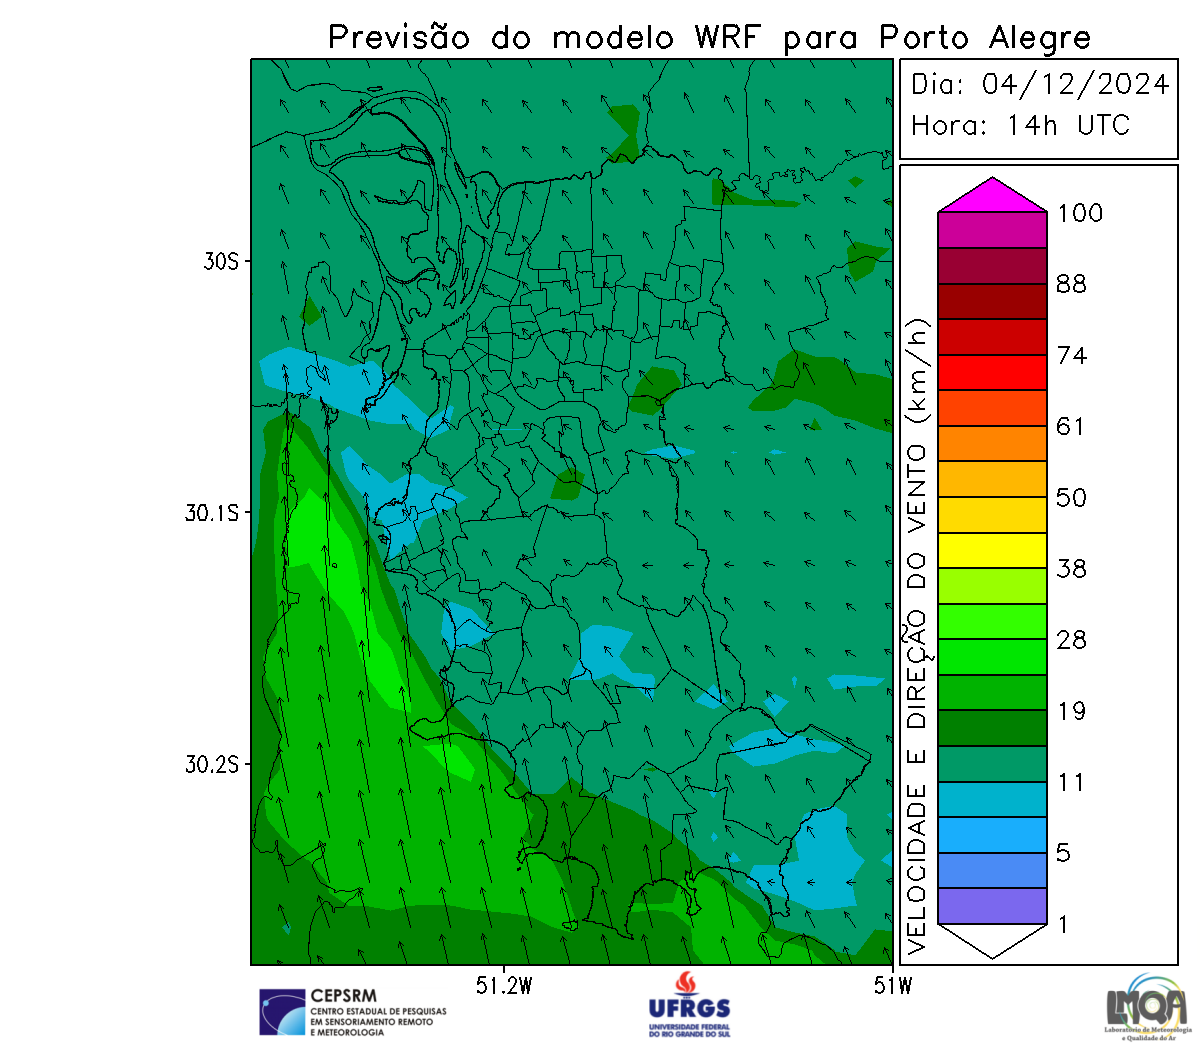 Previsão do modelo WRF para Porto Alegre
Dia: 04/12/2024
Hora: 14h UTC
30S
30.1S
30.2S
51.2W
51W
VELOCIDADE E DIREÇÃO DO VENTO (km/h)
100
88
74
61
50
38
28
19
11
5
1
CEPSRM
CENTRO ESTADUAL DE PESQUISAS
EM SENSORIAMENTO REMOTO
E METEOROLOGIA
UFRGS
UNIVERSIDADE FEDERAL
DO RIO GRANDE DO SUL
LMQA
Laboratório de Meteorologia
e Qualidade do Ar